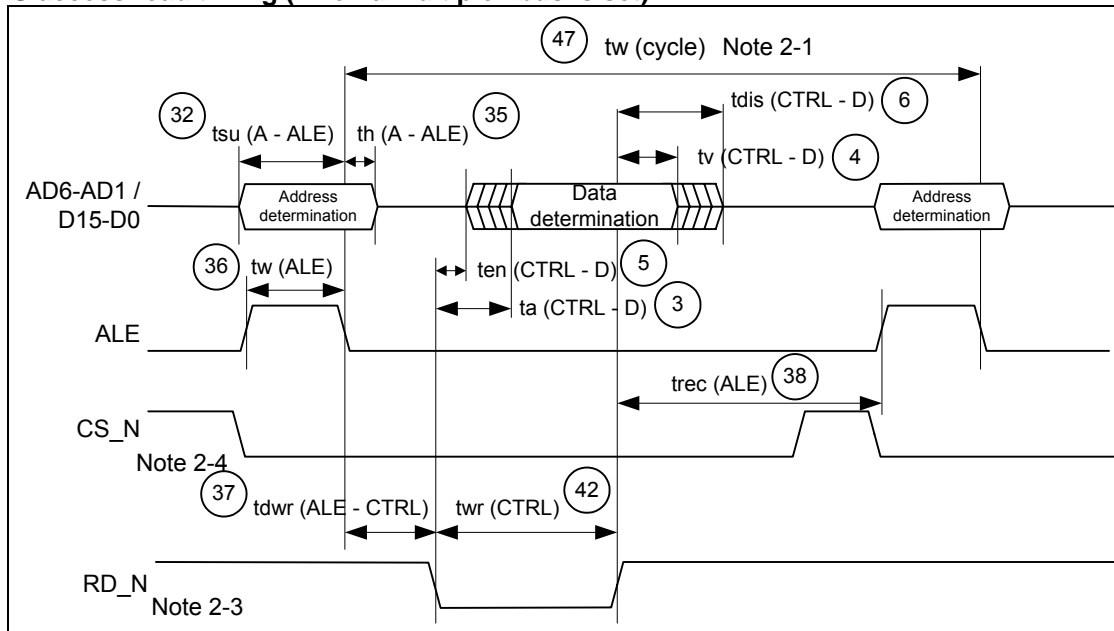 47 tw (cycle) Note 2-1
tdis (CTRL - D) 6
32 tsu (A - ALE) th (A - ALE) 35
tv (CTRL - D) 4
AD6-AD1 /
D15-D0
Address
determination
Data
determination
Address
determination
36 tw (ALE)
ten (CTRL - D) 5
ta (CTRL - D) 3
ALE
trec (ALE) 38
CS_N
Note 2-4
37 tdwr (ALE - CTRL) twr (CTRL) 42
RD_N
Note 2-3